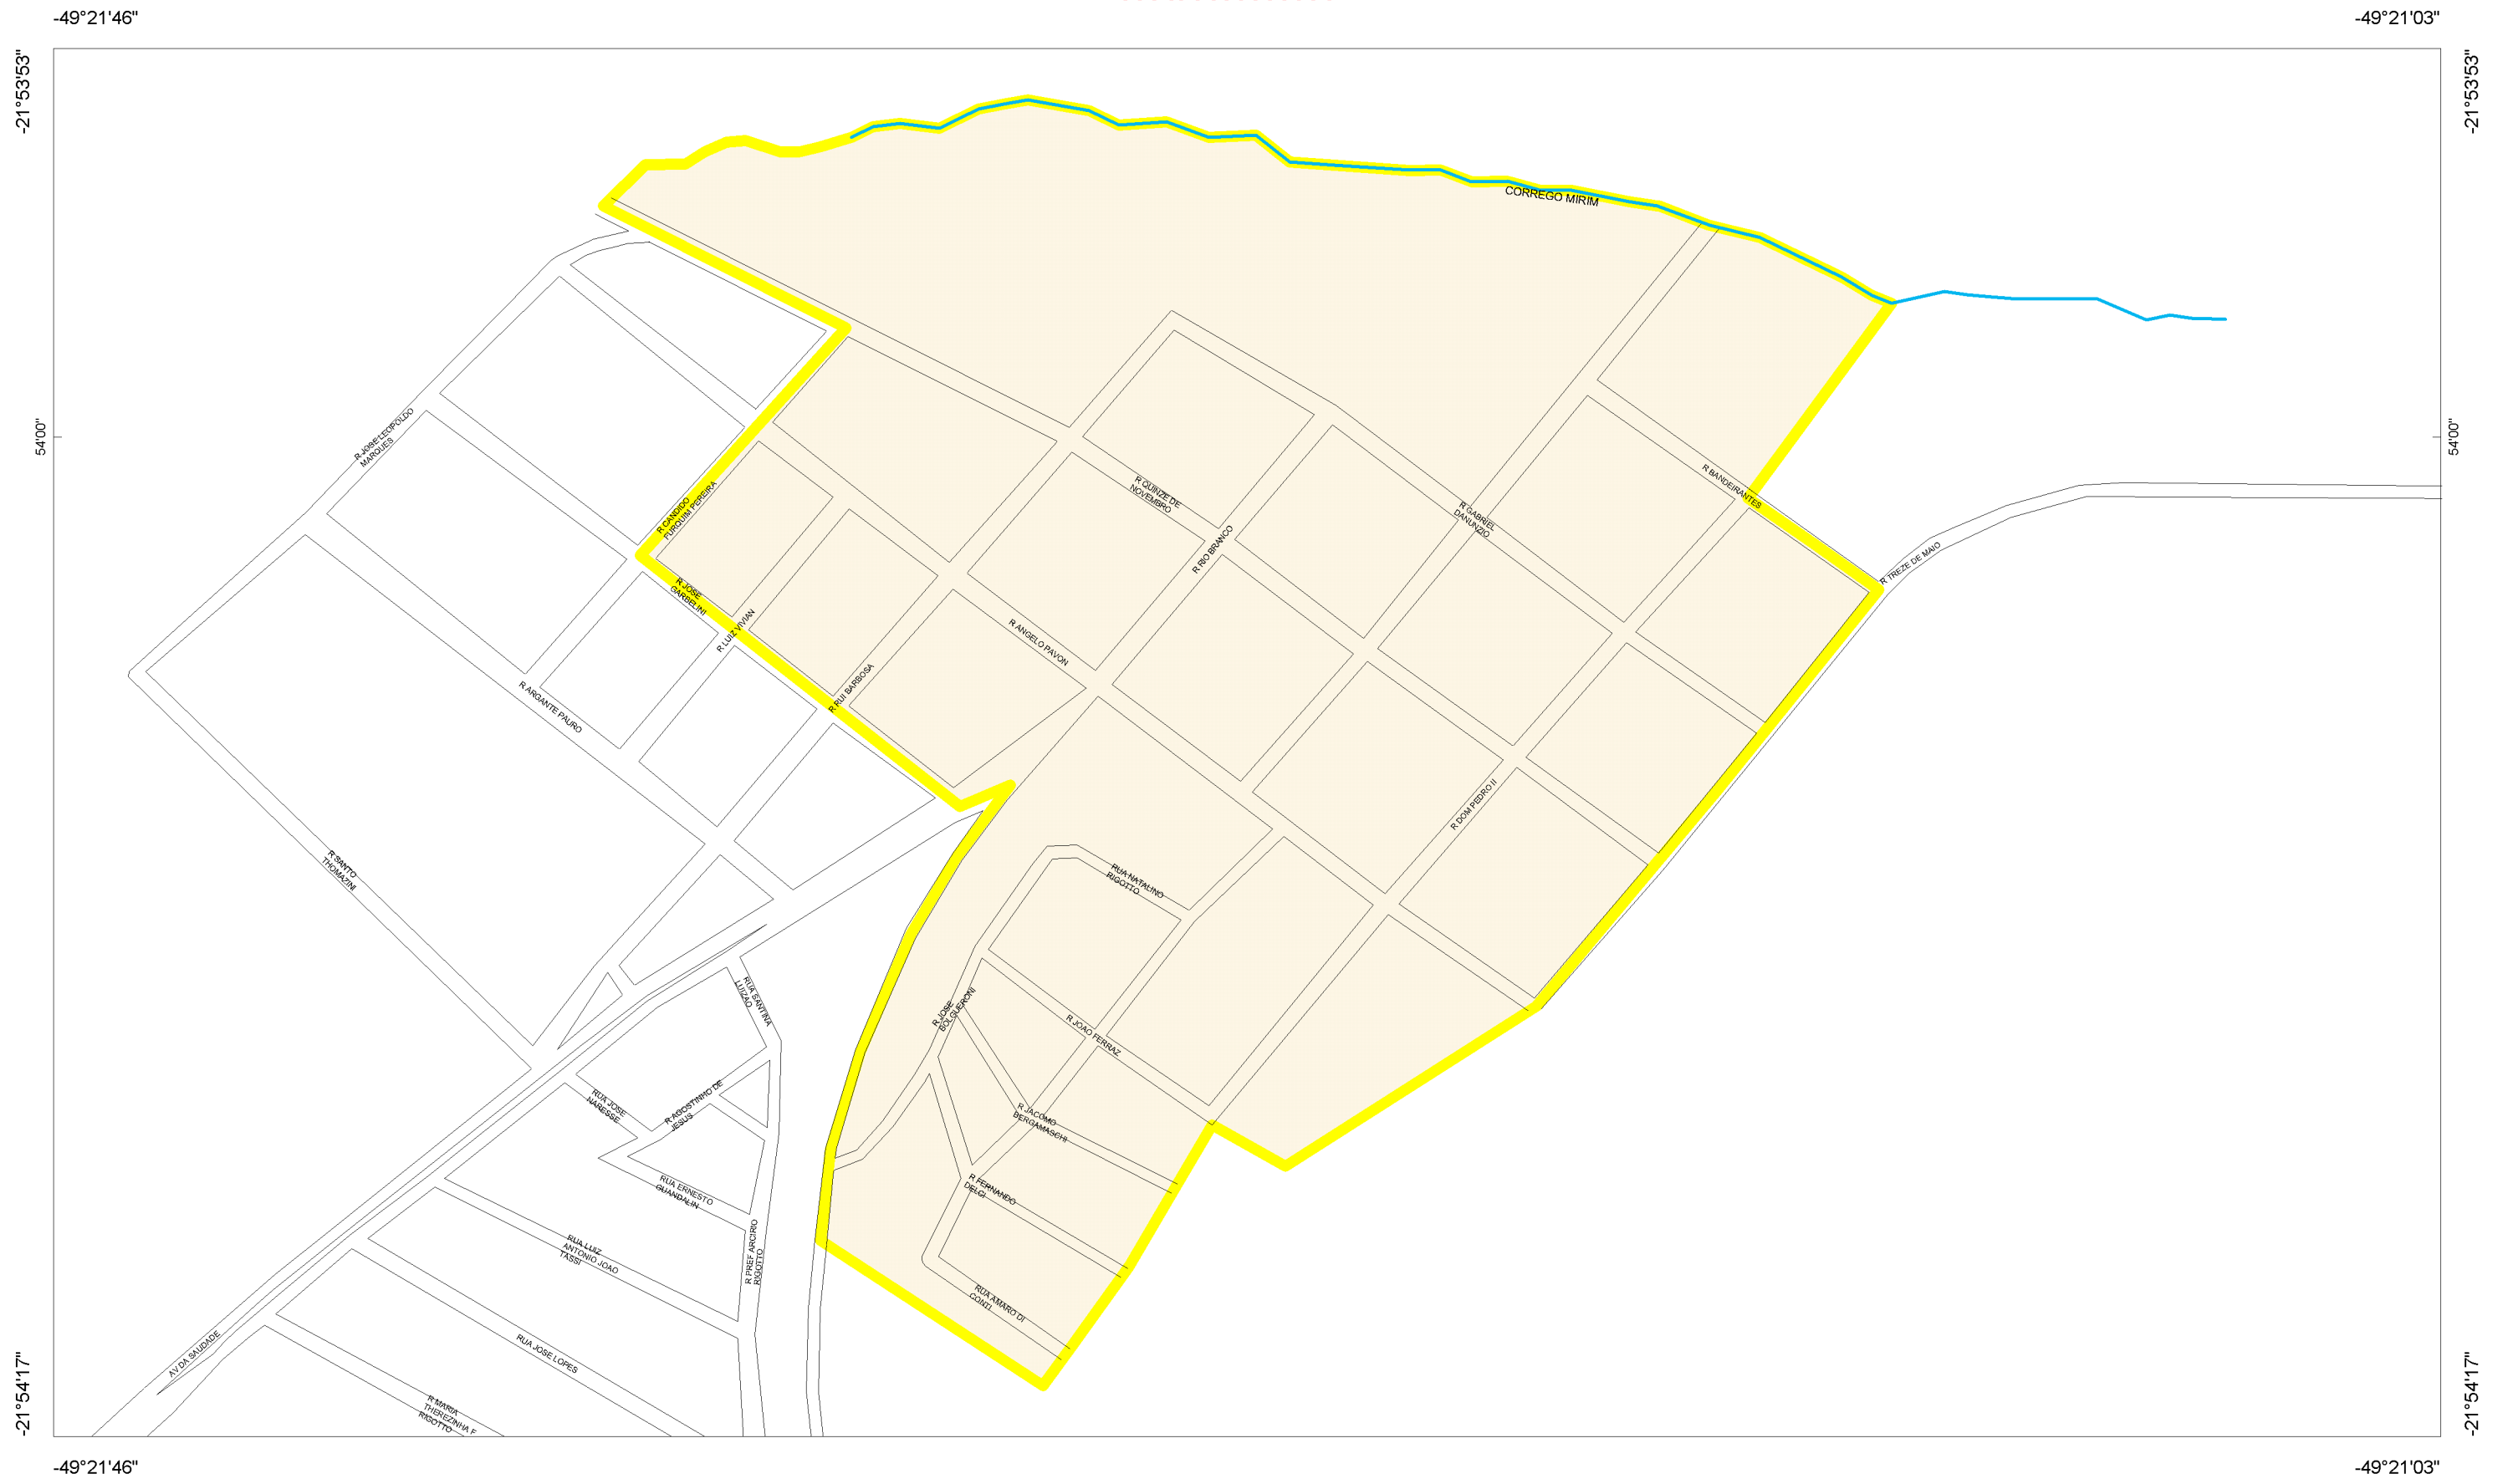 -49°21'46"
-49°21'03"
-21°53'53"
-21°53'53"
CORREGO MIRIM
54'00"
54'00"
R JOSE LEOPOLDO
MARQUES
R CANDIDO
FURQUIM PEREIRA
R QUINZE DE
NOVEMBRO
R RIO BRANCO
R GABRIEL
DANUNZIO
R BANDEIRANTES
R TREZE DE MAIO
R JOSE
GARBELINI
R LUIZ VIVIAN
R RUI BARBOSA
R ANGELO PAVON
R ARGANTE PAURO
R DOM PEDRO II
R SANTO
THOMAZINI
RUA NATALINO
RIGOTTO
RUA SANTINA
LUIZAO
R JOSE
BOLGUERONI
R JOAO FERRAZ
RUA JOSE
NARESSE
R AGOSTINHO DE
JESUS
R JACOMO
BERGAMASCHI
RUA ERNESTO
GUANDALIN
R FERNANDO
DELGI
R PREF ARCIRIO
RIGOTTO
RUA LUIZ
ANTONIO JOAO
TASSI
RUA AMARO DI
CONTI
AV DA SAUDADE
RUA JOSE LOPES
R MARIA
THEREZINHA F
RIGOTTO
-21°54'17"
-21°54'17"
-49°21'46"
-49°21'03"